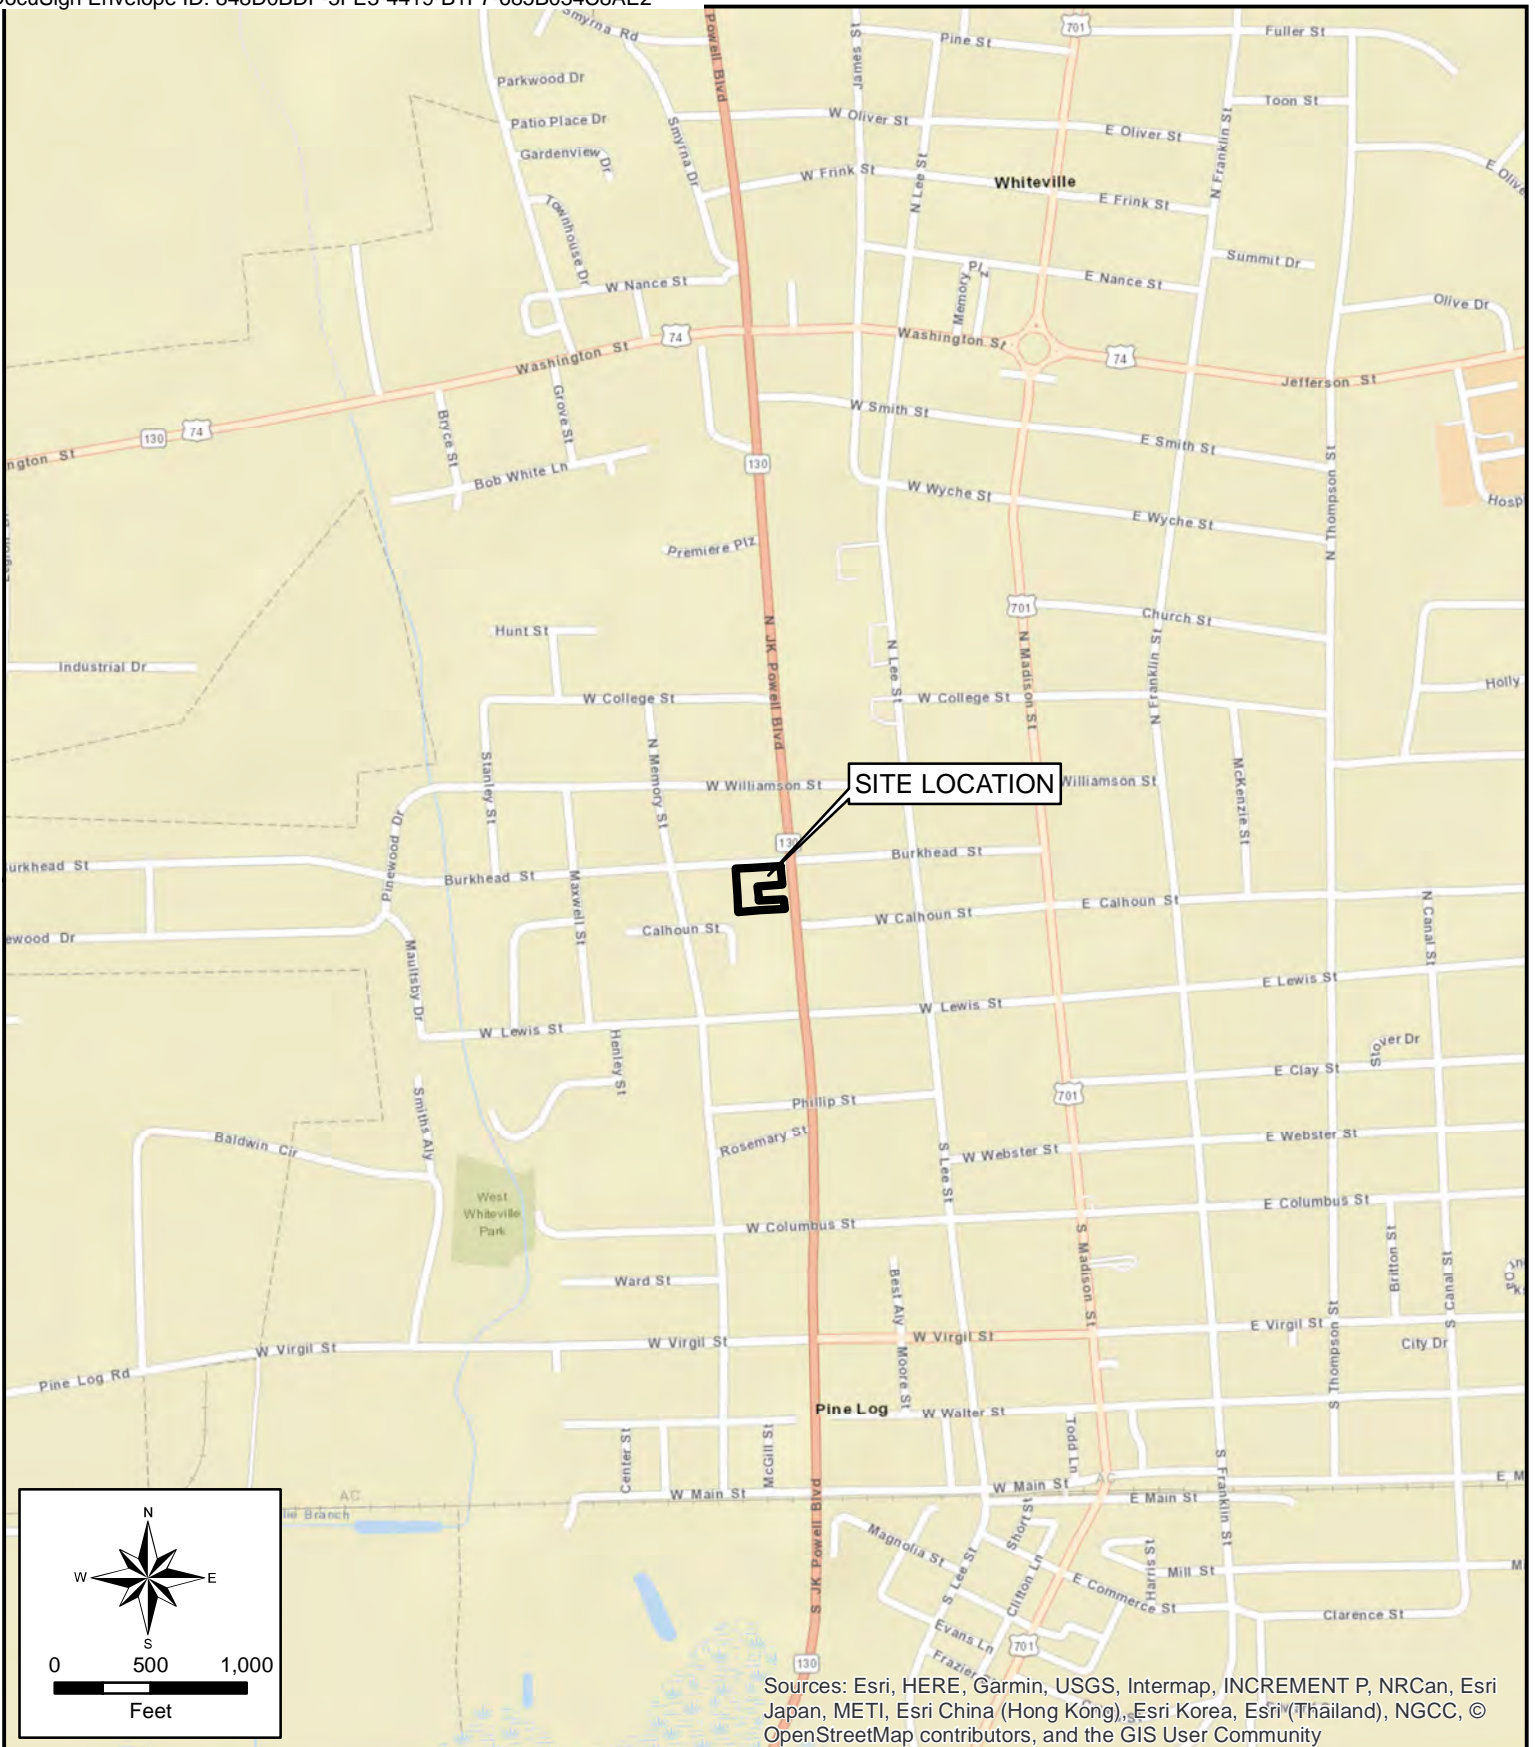 Smyrna Rd
Powell Blvd
James St
Pine St
701
Fuller St
Parkwood Dr
Toon St
Patio Place Dr
W Oliver St
E Oliver St
Gardenview Dr
Smyrna Dr
W Frink St
N Lee St
Whiteville
E Frink St
N Franklin St
Townhouse Dr
W Nance St
Memory Plz
E Nance St
Summit Dr
Olive Dr
Washington St
74
Washington St
74
Jefferson St
130
74
Bryce St
Grove St
Bob White Ln
W Smith St
E Smith St
130
W Wyche St
E Wyche St
N Thompson St
Premiere Plz
Hunt St
N JK Powell Blvd
N Lee St
701
N Madison St
Church St
N Franklin St
Industrial Dr
W College St
W College St
Holly
Stanley St
N Memory St
W Williamson St
SITE LOCATION
Williamson St
McKenzie St
Pinewood Dr
130
Burkhead St
Burkhead St
Maxwell St
Calhoun St
W Calhoun St
E Calhoun St
N Canal St
Maultsby Dr
W Lewis St
W Lewis St
E Lewis St
Henley St
Stover Dr
E Clay St
701
Smiths Aly
Phillip St
Baldwin Cir
Rosemary St
S Lee St
W Webster St
E Webster St
West
Whiteville
Park
W Columbus St
E Columbus St
S Madison St
Ward St
Best Aly
Britton St
S Canal St
W Virgil St
W Virgil St
W Virgil St
E Virgil St
S Thompson St
City Dr
Pine Log Rd
Moore St
Pine Log
W Walter St
Todd Ln
Center St
McGill St
S Franklin St
W Main St
W Main St
AC
E Main St
AC
S JK Powell Blvd
Magnolia St
S Lee St
Short St
Clifton Ln
Harris St
Mill St
E Commerce St
Clarence St
Evans Ln
701
130
N
W
E
S
0 500 1,000
Feet
Sources: Esri, HERE, Garmin, USGS, Intermap, INCREMENT P, NRCan, Esri
Japan, METI, Esri China (Hong Kong), Esri Korea, Esri (Thailand), NGCC, ©
OpenStreetMap contributors, and the GIS User Community